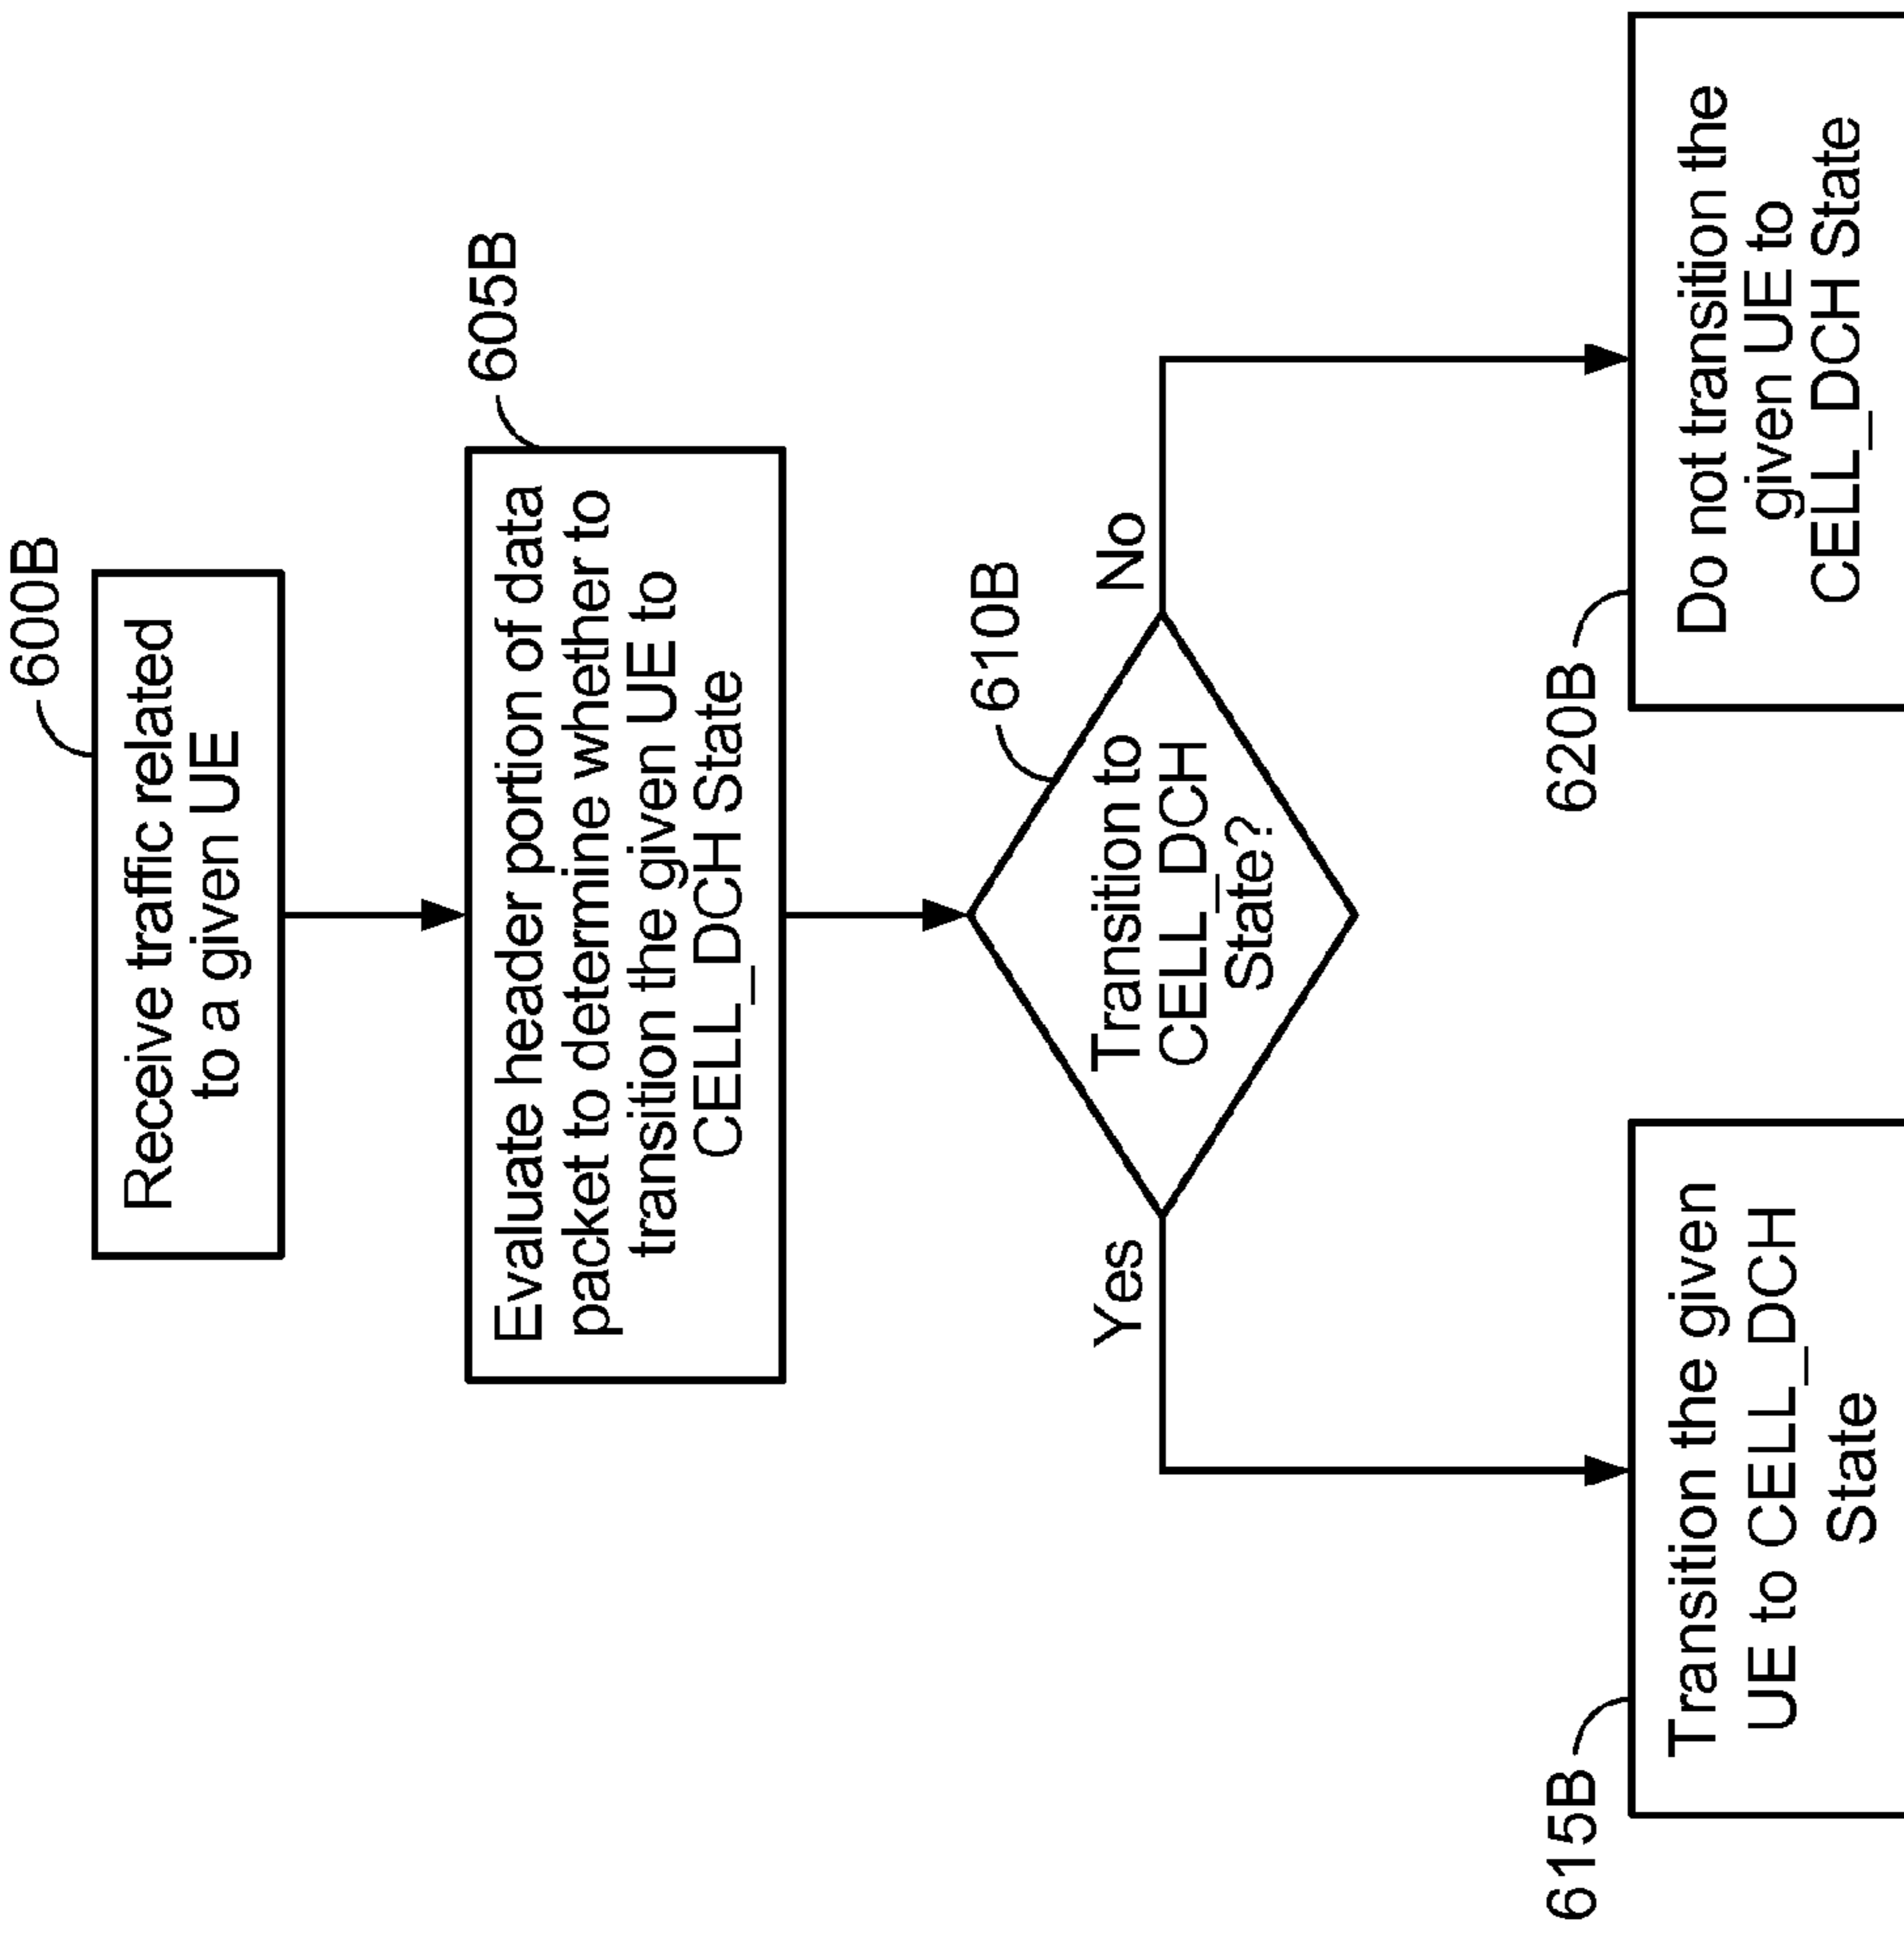 600B
Receive traffic related
to a given UE
605B
Evaluate header portion of data
packet to determine whether to
transition the given UE to
CELL_DCH State
610B
Transition to
CELL_DCH
State?
Yes
No
615B
Transition the given
UE to CELL_DCH
State
620B
Do not transition the
given UE to
CELL_DCH State